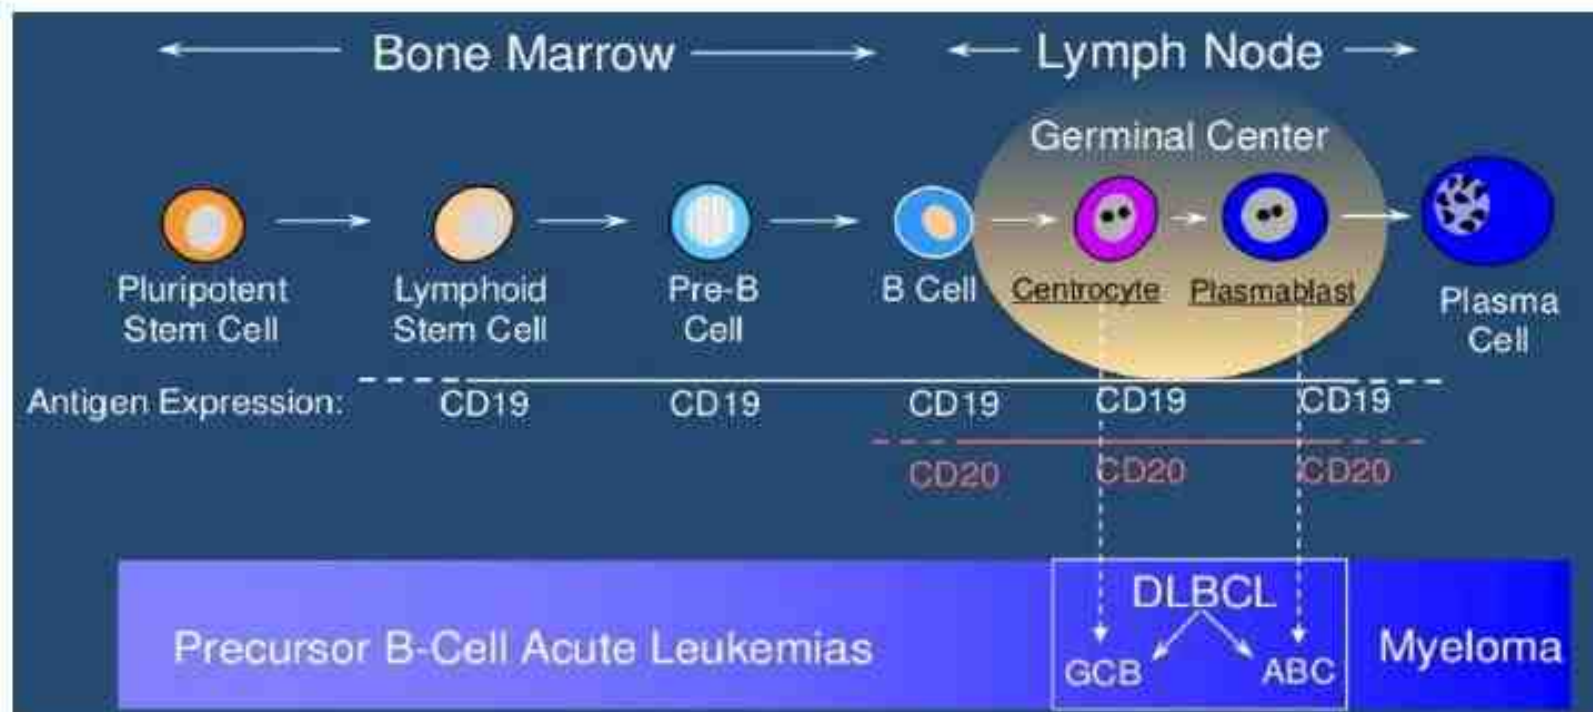 Bone Marrow
Lymph Node
Germinal Center
Pluripotent
Stem Cell
Lymphoid
Stem Cell
Pre-B
Cell
B Cell
Centrocyte
Plasmablast
Plasma
Cell
Antigen Expression:
CD19 CD19 CD19 CD19 CD19
CD20 CD20 CD20
Precursor B-Cell Acute Leukemias
DLBCL
GCB ABC
Myeloma